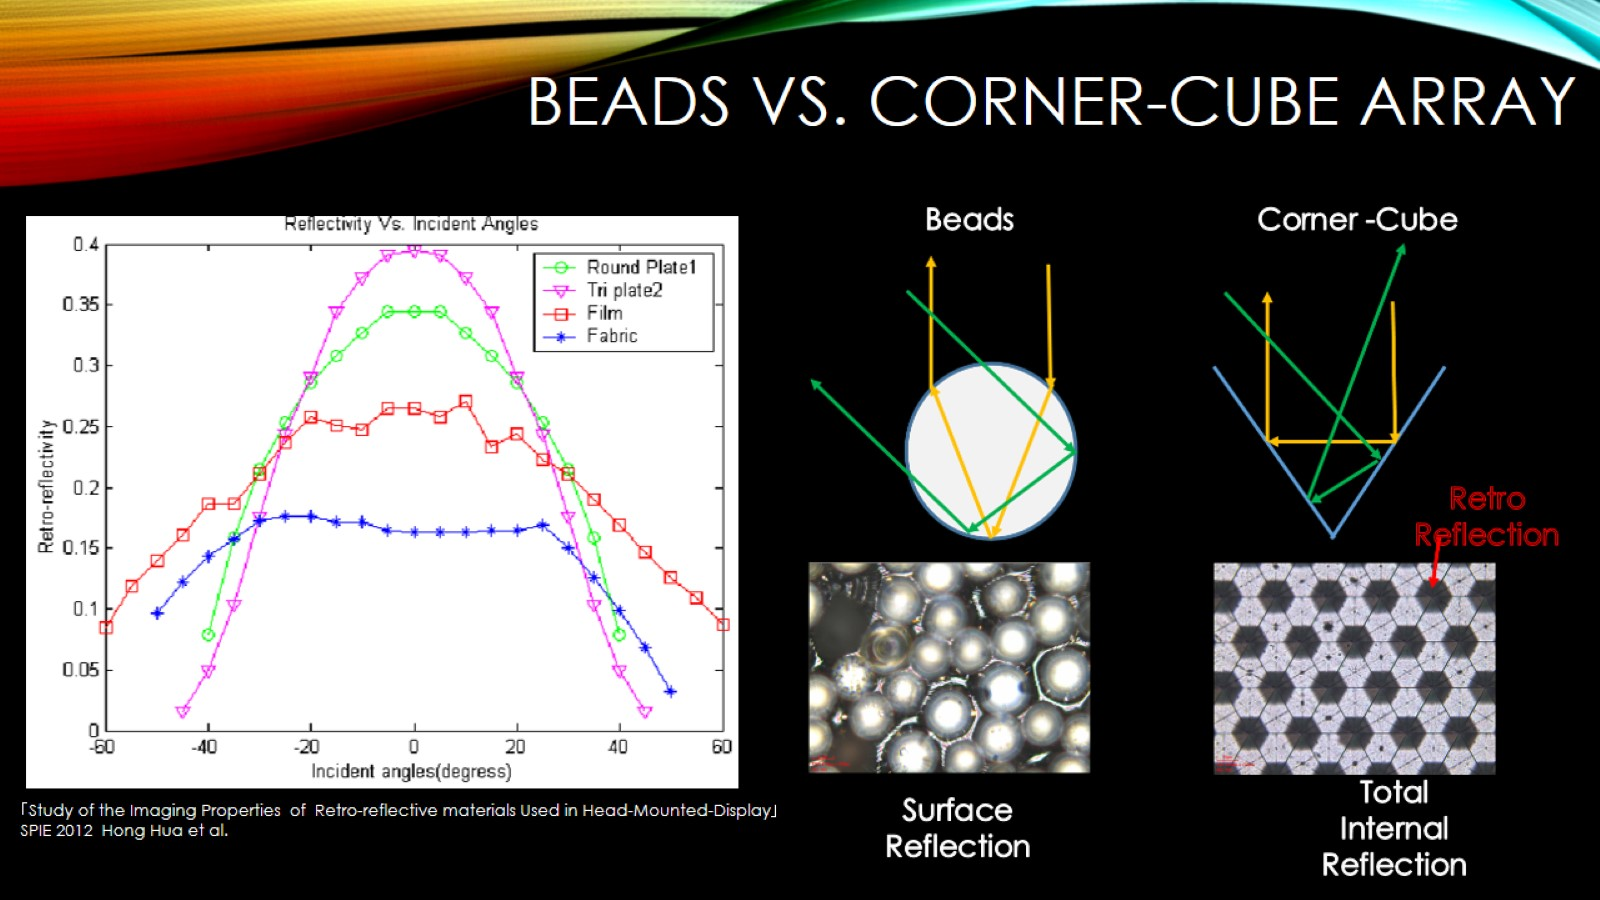 BEADS VS. CORNER-CUBE ARRAY
Reflectivity Vs. Incident Angles
0.4
0.35
0.3
0.25
0.2
0.15
0.1
0.05
0
Retro-reflectivity
Round Plate1
Tri plate2
Film
Fabric
-60
-40
-20
0
20
40
60
Incident angles(degress)
「Study of the Imaging Properties of Retro-reflective materials Used in Head-Mounted-Display」
SPIE 2012 Hong Hua et al.
Beads
Surface
Reflection
Corner -Cube
Retro
Reflection
Total
Internal
Reflection